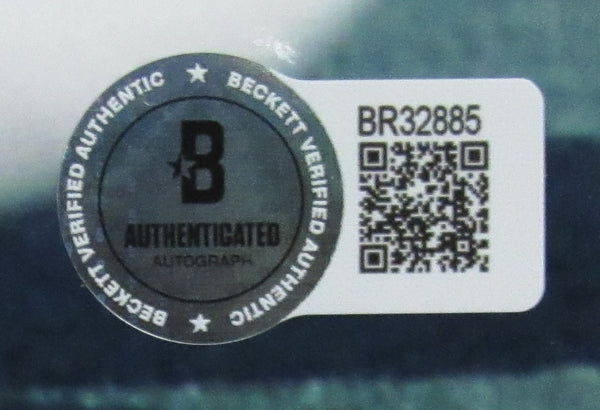 BECKETT VERIFIED AUTHENTIC
BECKETT VERIFIED AUTHENTIC
B
AUTHENTICATED
AUTOGRAPH
BR32885